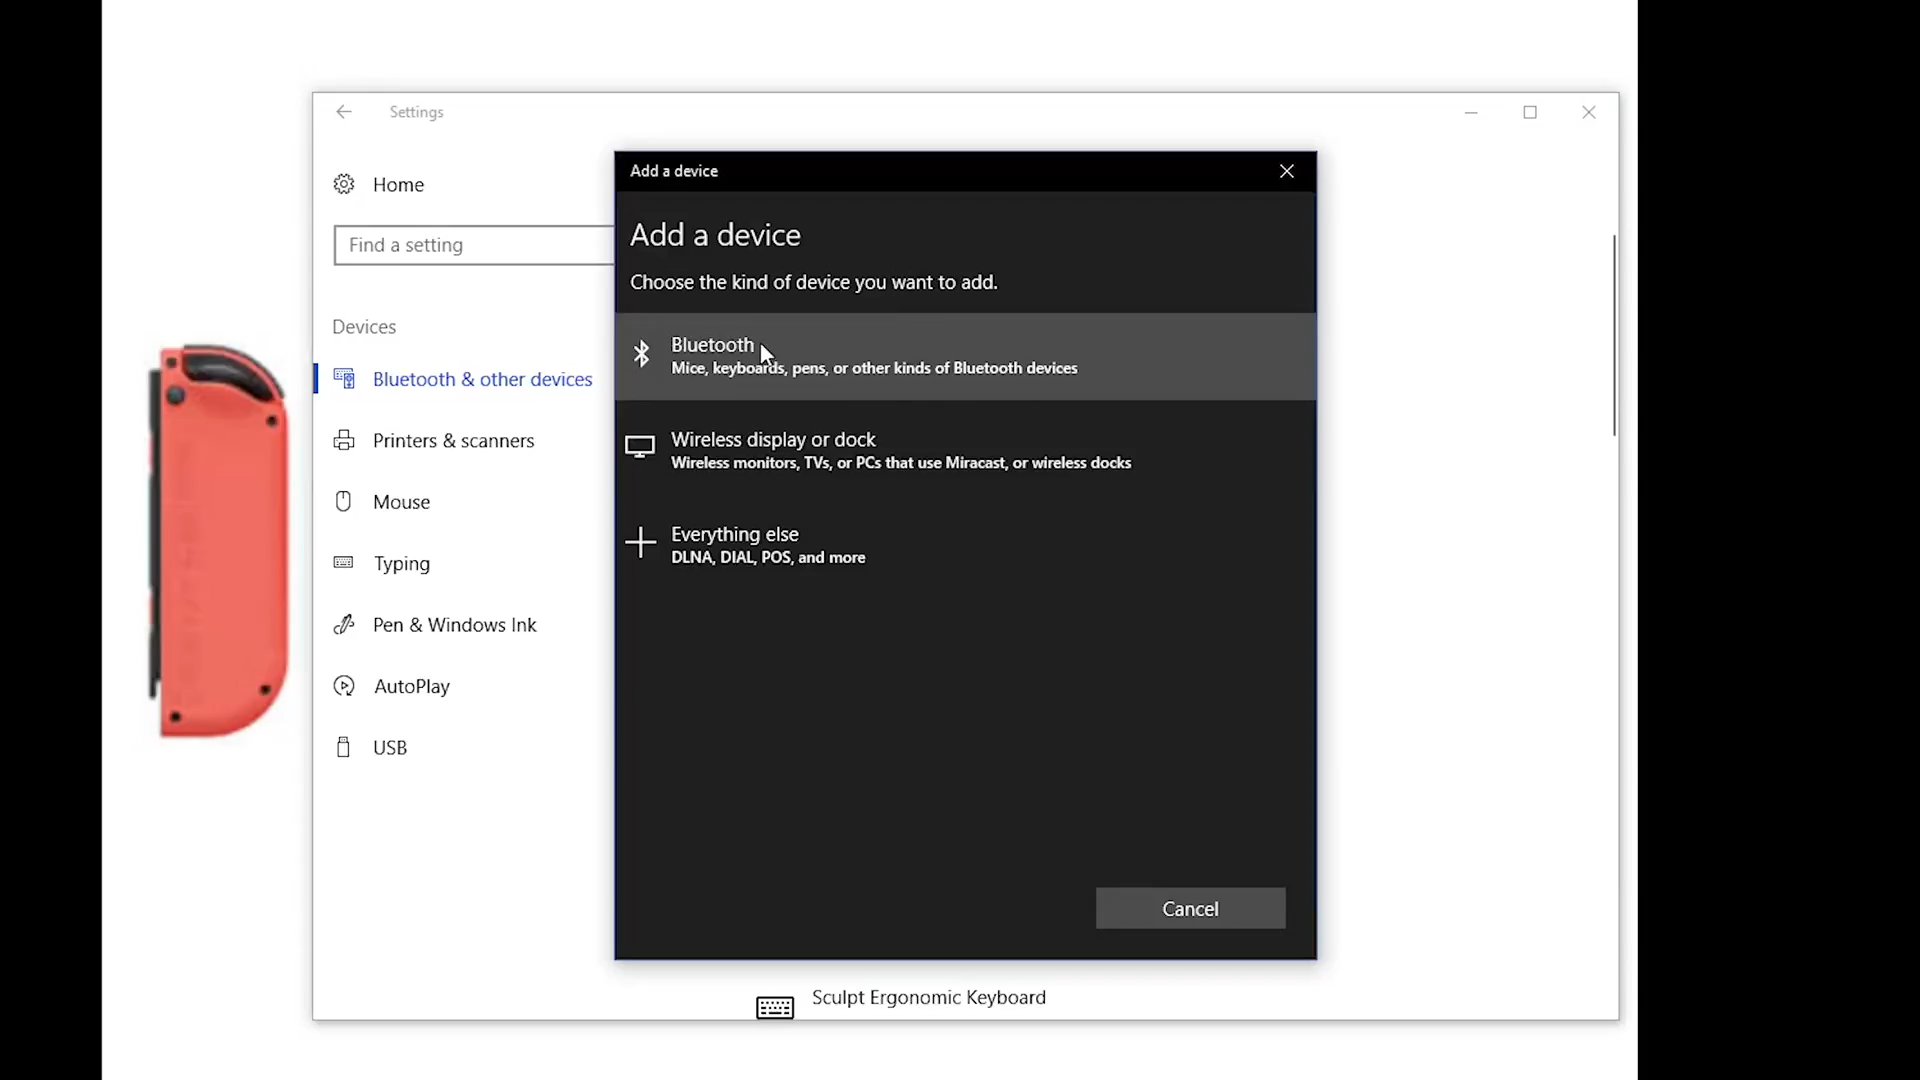 Settings
Home
Find a setting
Devices
Bluetooth & other devices
Printers & scanners
Mouse
Typing
Pen & Windows Ink
AutoPlay
USB
Add a device
Add a device
Choose the kind of device you want to add.
Bluetooth
Mice, keyboards, pens, or other kinds of Bluetooth devices
Wireless display or dock
Wireless monitors, TVs, or PCs that use Miracast, or wireless docks
Everything else
DLNA, DIAL, POS, and more
Cancel
Sculpt Ergonomic Keyboard